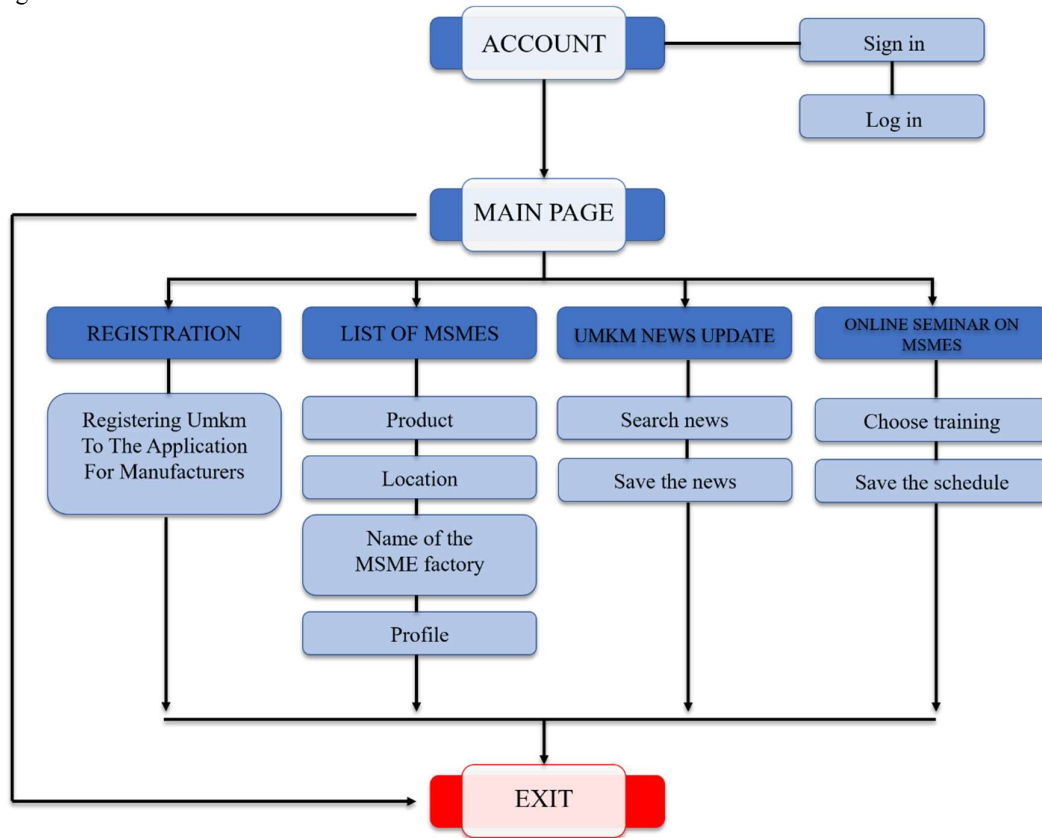 ACCOUNT
Sign in
Log in
MAIN PAGE
REGISTRATION
LIST OF MSMES
UMKM NEWS UPDATE
ONLINE SEMINAR ON
MSMES
Registering Umkm
To The Application
For Manufacturers
Product
Location
Name of the
MSME factory
Profile
Search news
Save the news
Choose training
Save the schedule
EXIT